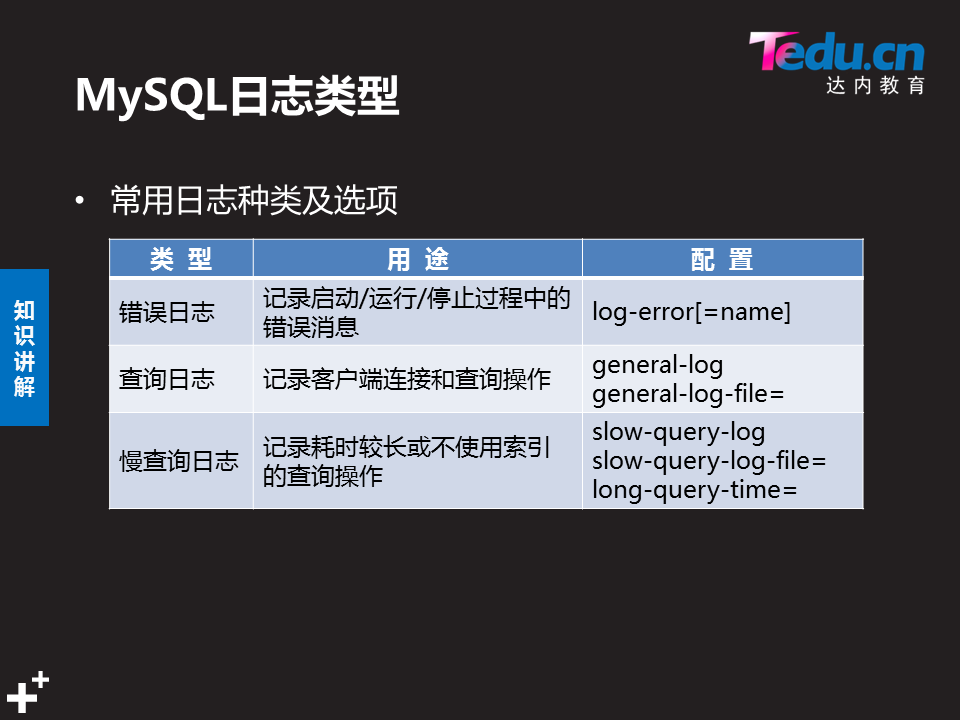 Tedu.cn
达内教育
MySQL日志类型
• 常用日志种类及选项
类 型 用 途 配 置
错误日志
记录启动/运行/停止过程中的
错误消息
log-error[=name]
查询日志
记录客户端连接和查询操作
general-log
general-log-file=
慢查询日志
记录耗时较长或不使用索引
的查询操作
slow-query-log
slow-query-log-file=
long-query-time=
知
识
讲
解